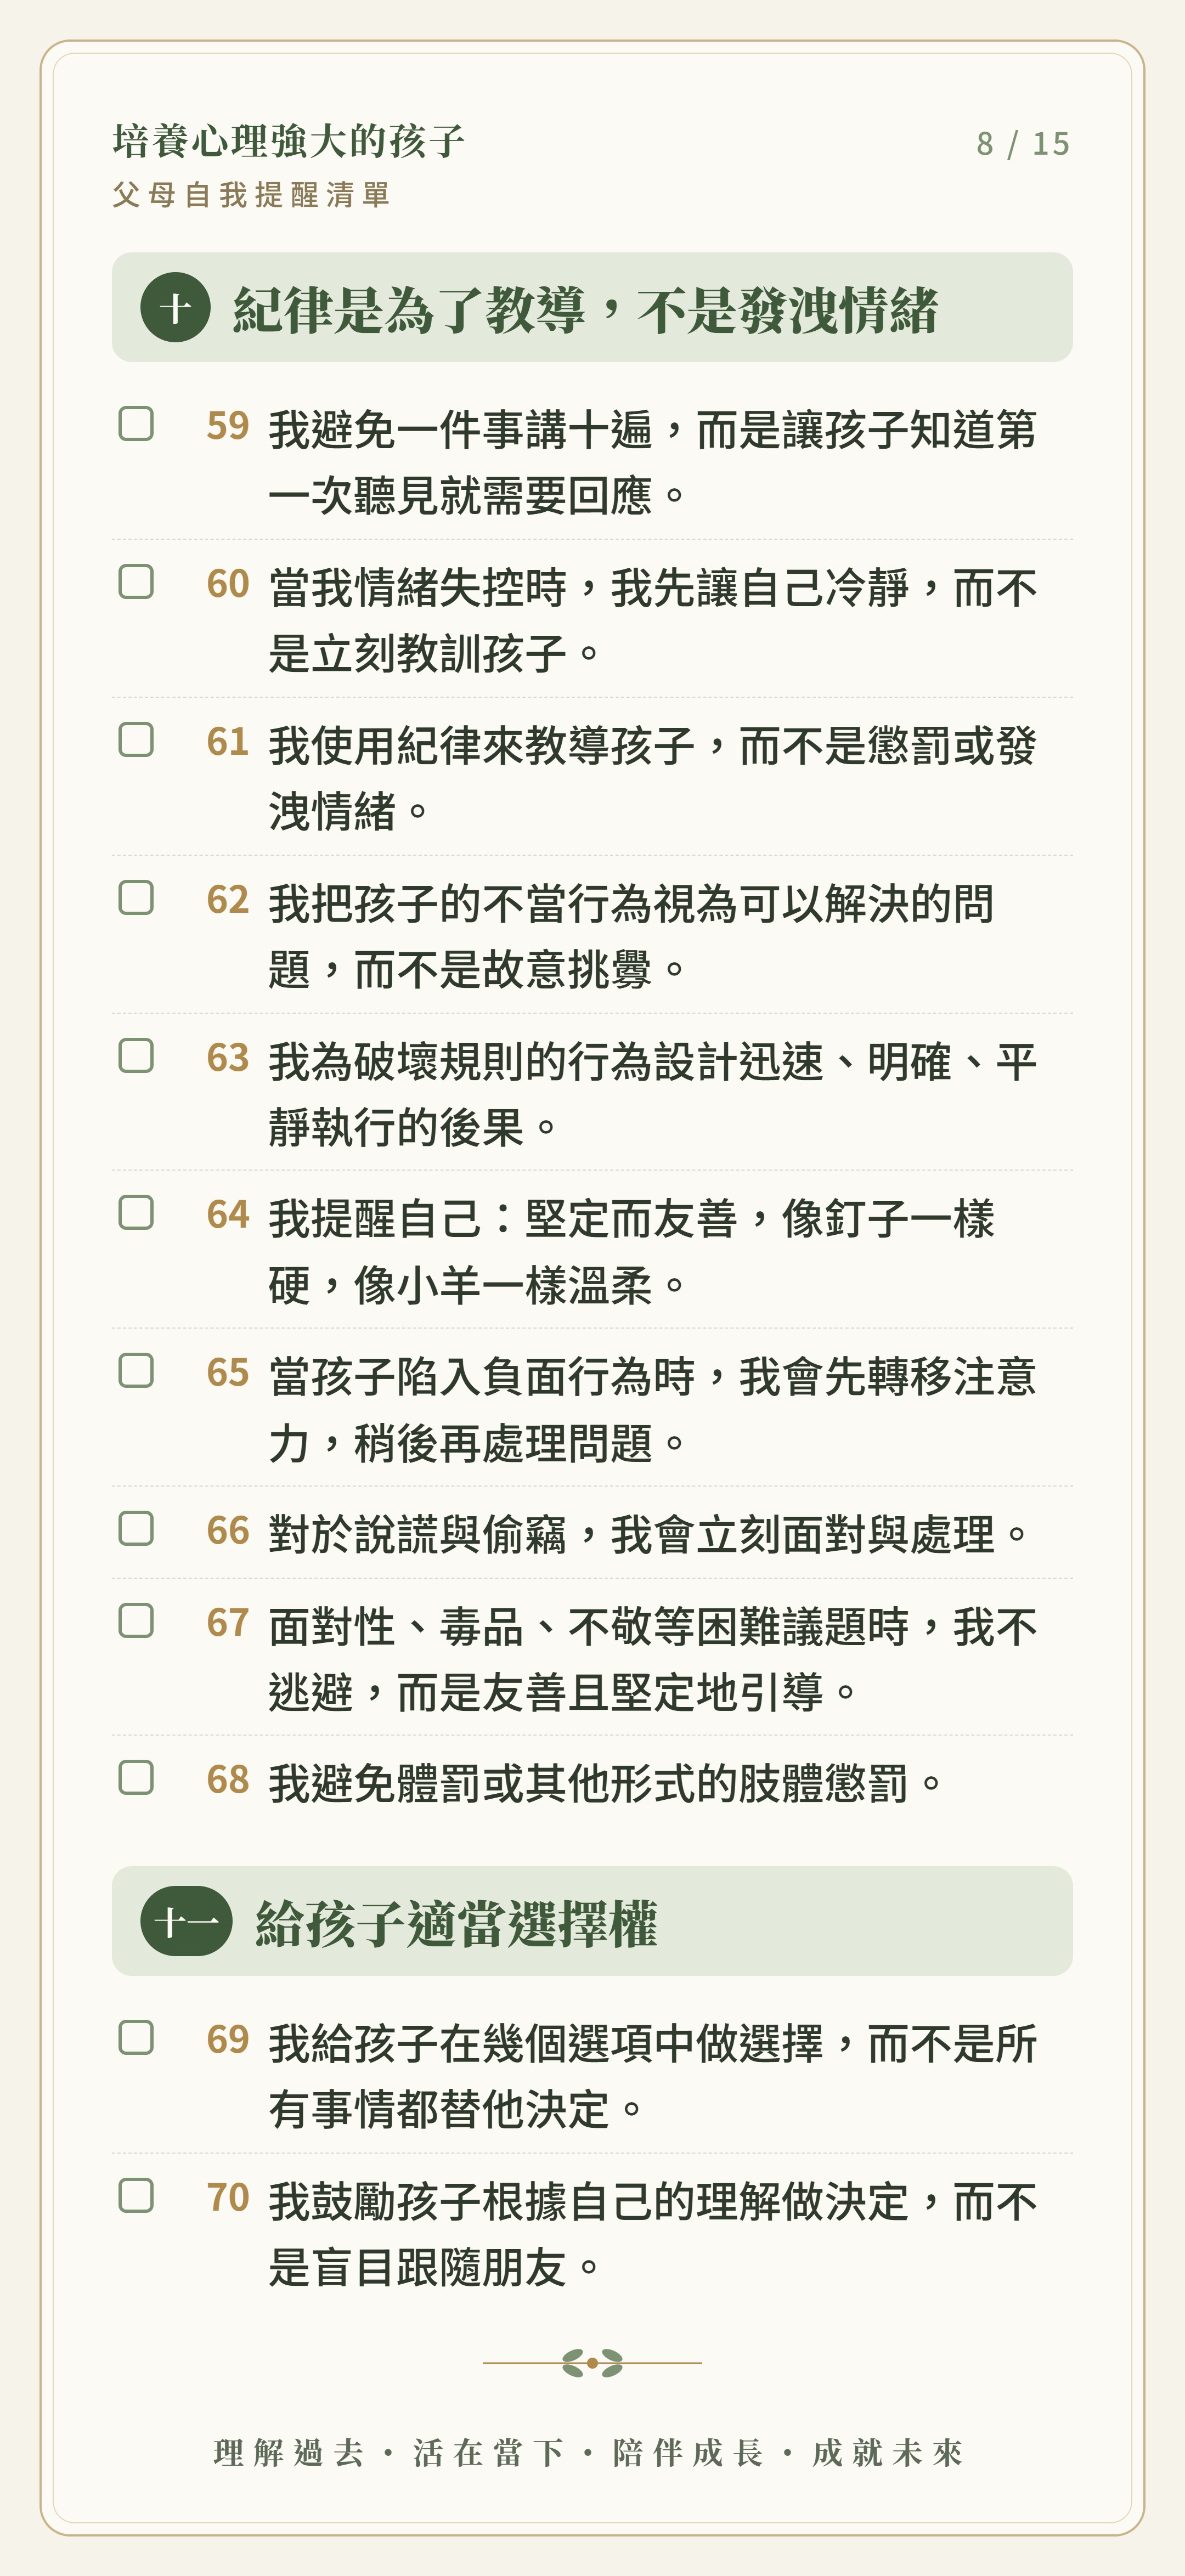 培養心理強大的孩子
8 / 15
父母自我提醒清單
十 紀律是為了教導，不是發洩情緒
59 我避免一件事講十遍，而是讓孩子知道第
一次聽見就需要回應。
60 當我情緒失控時，我先讓自己冷靜，而不
是立刻教訓孩子。
61 我使用紀律來教導孩子，而不是懲罰或發
洩情緒。
62 我把孩子的不當行為視為可以解決的問
題，而不是故意挑釁。
63 我為破壞規則的行為設計迅速、明確、平
靜執行的後果。
64 我提醒自己：堅定而友善，像釘子一樣
硬，像小羊一樣溫柔。
65 當孩子陷入負面行為時，我會先轉移注意
力，稍後再處理問題。
66 對於說謊與偷竊，我會立刻面對與處理。
67 面對性、毒品、不敬等困難議題時，我不
逃避，而是友善且堅定地引導。
68 我避免體罰或其他形式的肢體懲罰。
十一 給孩子適當選擇權
69 我給孩子在幾個選項中做選擇，而不是所
有事情都替他決定。
70 我鼓勵孩子根據自己的理解做決定，而不
是盲目跟隨朋友。
理解過去・活在當下・陪伴成長・成就未來